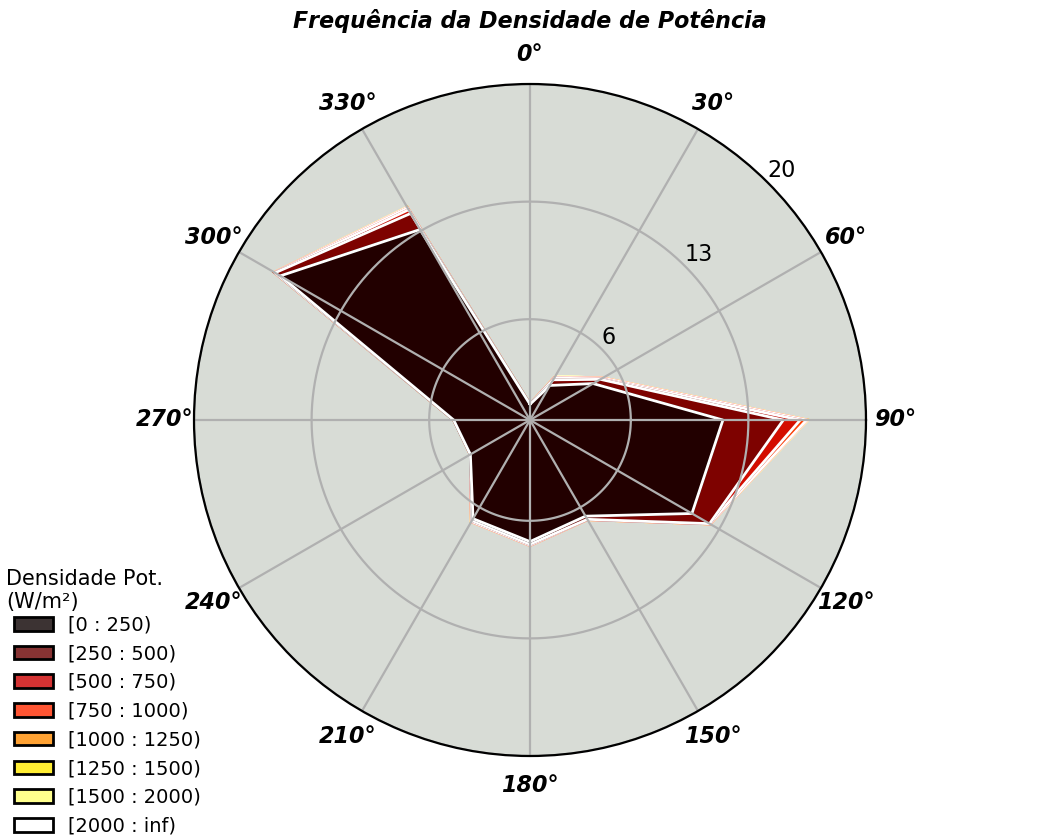 Frequência da Densidade de Potência
0°
330°
30°
20
300°
60°
13
6
270°
90°
240°
120°
210°
150°
180°
Densidade Pot.
(W/m²)
[0 : 250)
[250 : 500)
[500 : 750)
[750 : 1000)
[1000 : 1250)
[1250 : 1500)
[1500 : 2000)
[2000 : inf)